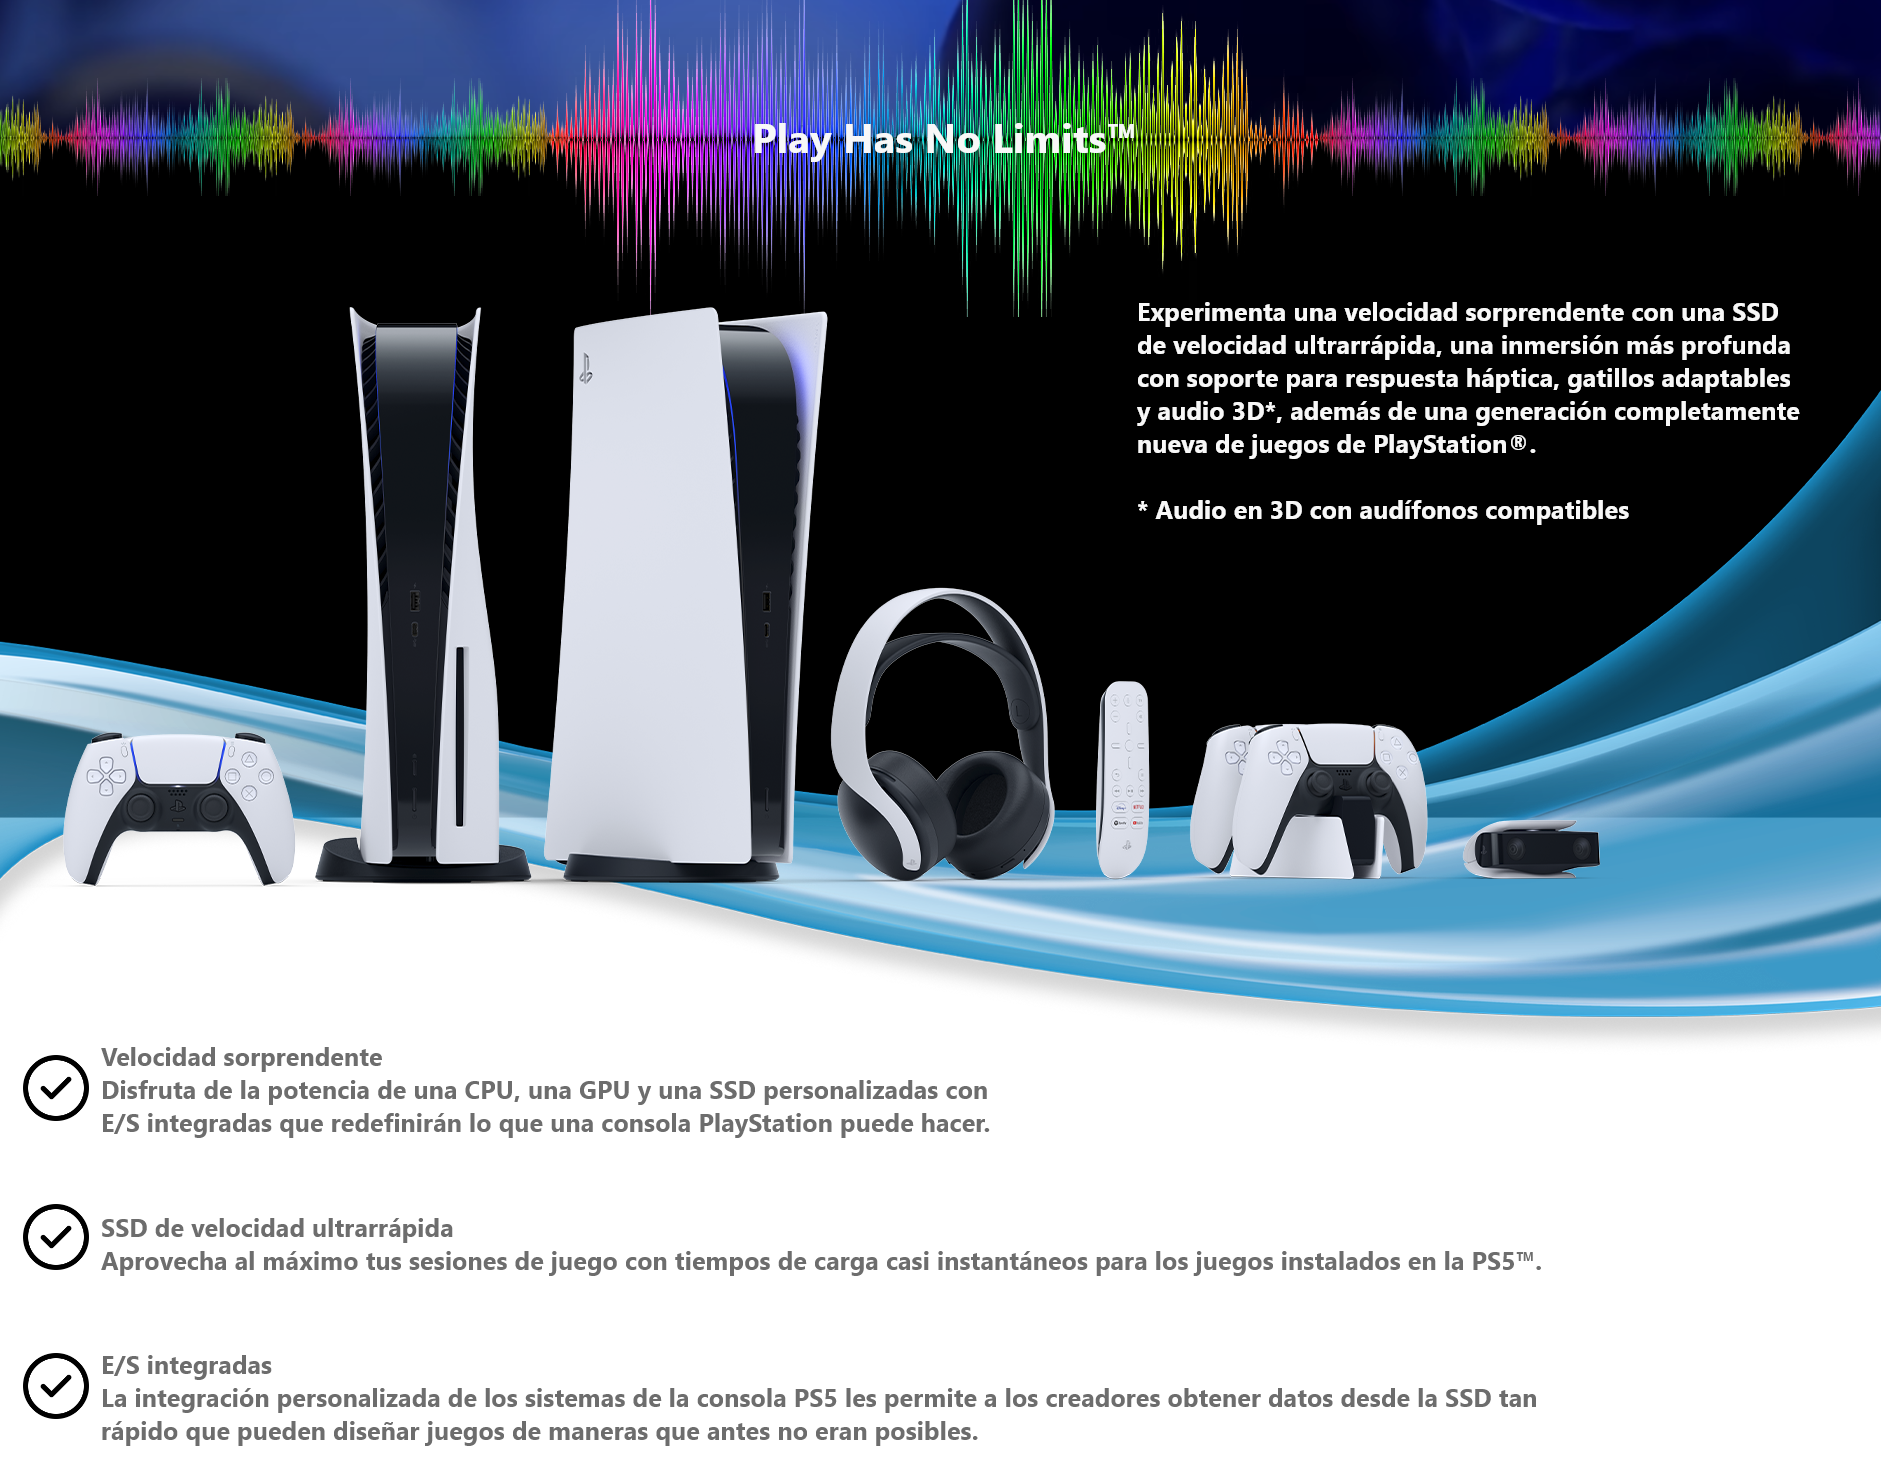 Play Has No Limits™
Experimenta una velocidad sorprendente con una SSD
de velocidad ultrarrápida, una inmersión más profunda
con soporte para respuesta háptica, gatillos adaptables
y audio 3D*, además de una generación completamente
nueva de juegos de PlayStation®.
* Audio en 3D con audífonos compatibles
Velocidad sorprendente
Disfruta de la potencia de una CPU, una GPU y una SSD personalizadas con
E/S integradas que redefinirán lo que una consola PlayStation puede hacer.
SSD de velocidad ultrarrápida
Aprovecha al máximo tus sesiones de juego con tiempos de carga casi instantáneos para los juegos instalados en la PS5™.
E/S integradas
La integración personalizada de los sistemas de la consola PS5 les permite a los creadores obtener datos desde la SSD tan
rápido que pueden diseñar juegos de maneras que antes no eran posibles.